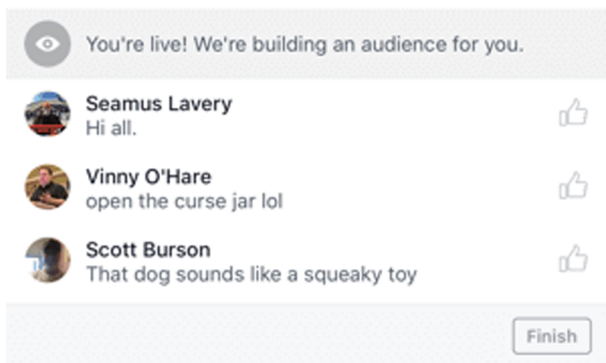 You're live! We're building an audience for you.
Seamus Lavery
Hi all.
Vinny O'Hare
open the curse jar lol
Scott Burson
That dog sounds like a squeaky toy
Finish